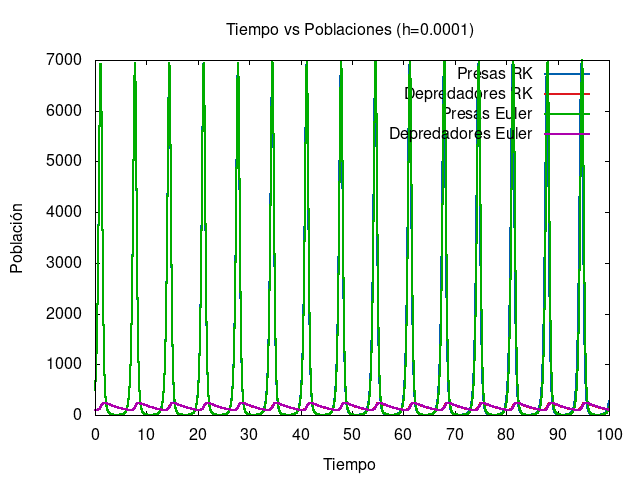 Tiempo vs Poblaciones (h=0.0001)
7000
6000
5000
4000
3000
2000
1000
0
Población
Presas RK
Depredadores RK
Presas Euler
Depredadores Euler
0 10 20 30 40 50 60 70 80 90 100
Tiempo